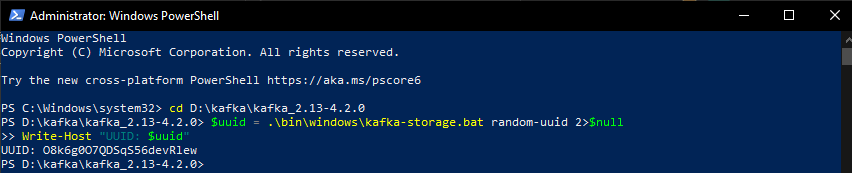 Administrator: Windows PowerShell
Windows PowerShell
Copyright (C) Microsoft Corporation. All rights reserved.
Try the new cross-platform PowerShell https://aka.ms/pscore6
PS C:\Windows\system32> cd D:\kafka\kafka_2.13-4.2.0
PS D:\kafka\kafka_2.13-4.2.0> $uuid = .\bin\windows\kafka-storage.bat random-uuid 2>$null
>> Write-Host "UUID: $uuid"
UUID: O8k6g0O7QDSqS56devRlew
PS D:\kafka\kafka_2.13-4.2.0>